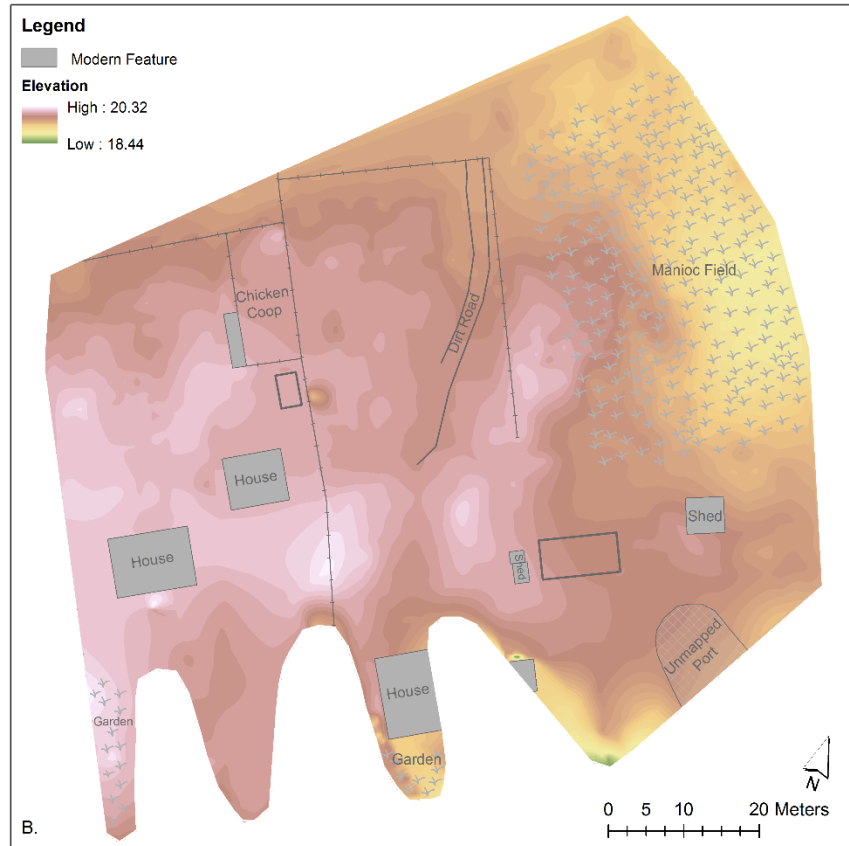 Legend
Modern Feature
Elevation
High : 20.32
Low : 18.44
Manioc Field
Chicken
Coop
Dirt Road
House
House
Shed
Shed
Unmapped
Port
House
Garden
Garden
N
0 5 10 20 Meters
B.